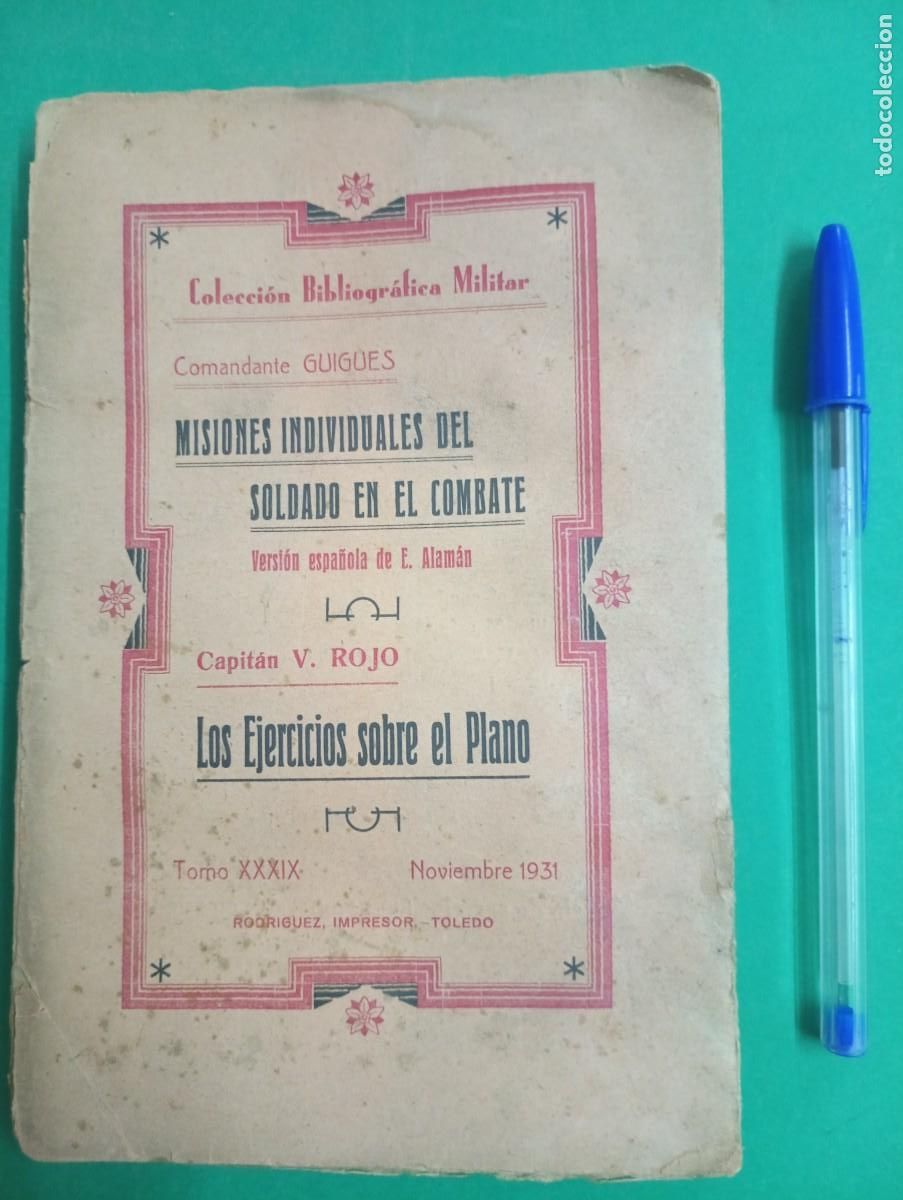 Colección Bibliográfica Militar
Comandante GUIGUES
MISIONES INDIVIDUALES DEL
SOLDADO EN EL COMBATE
Versión española de E. Alamán
Capitán V. ROJO
Los Ejercicios sobre el Plano
Tomo XXXIX. Noviembre 1931
RODRIGUEZ, IMPRESOR, -TOLEDO
todocoleccion